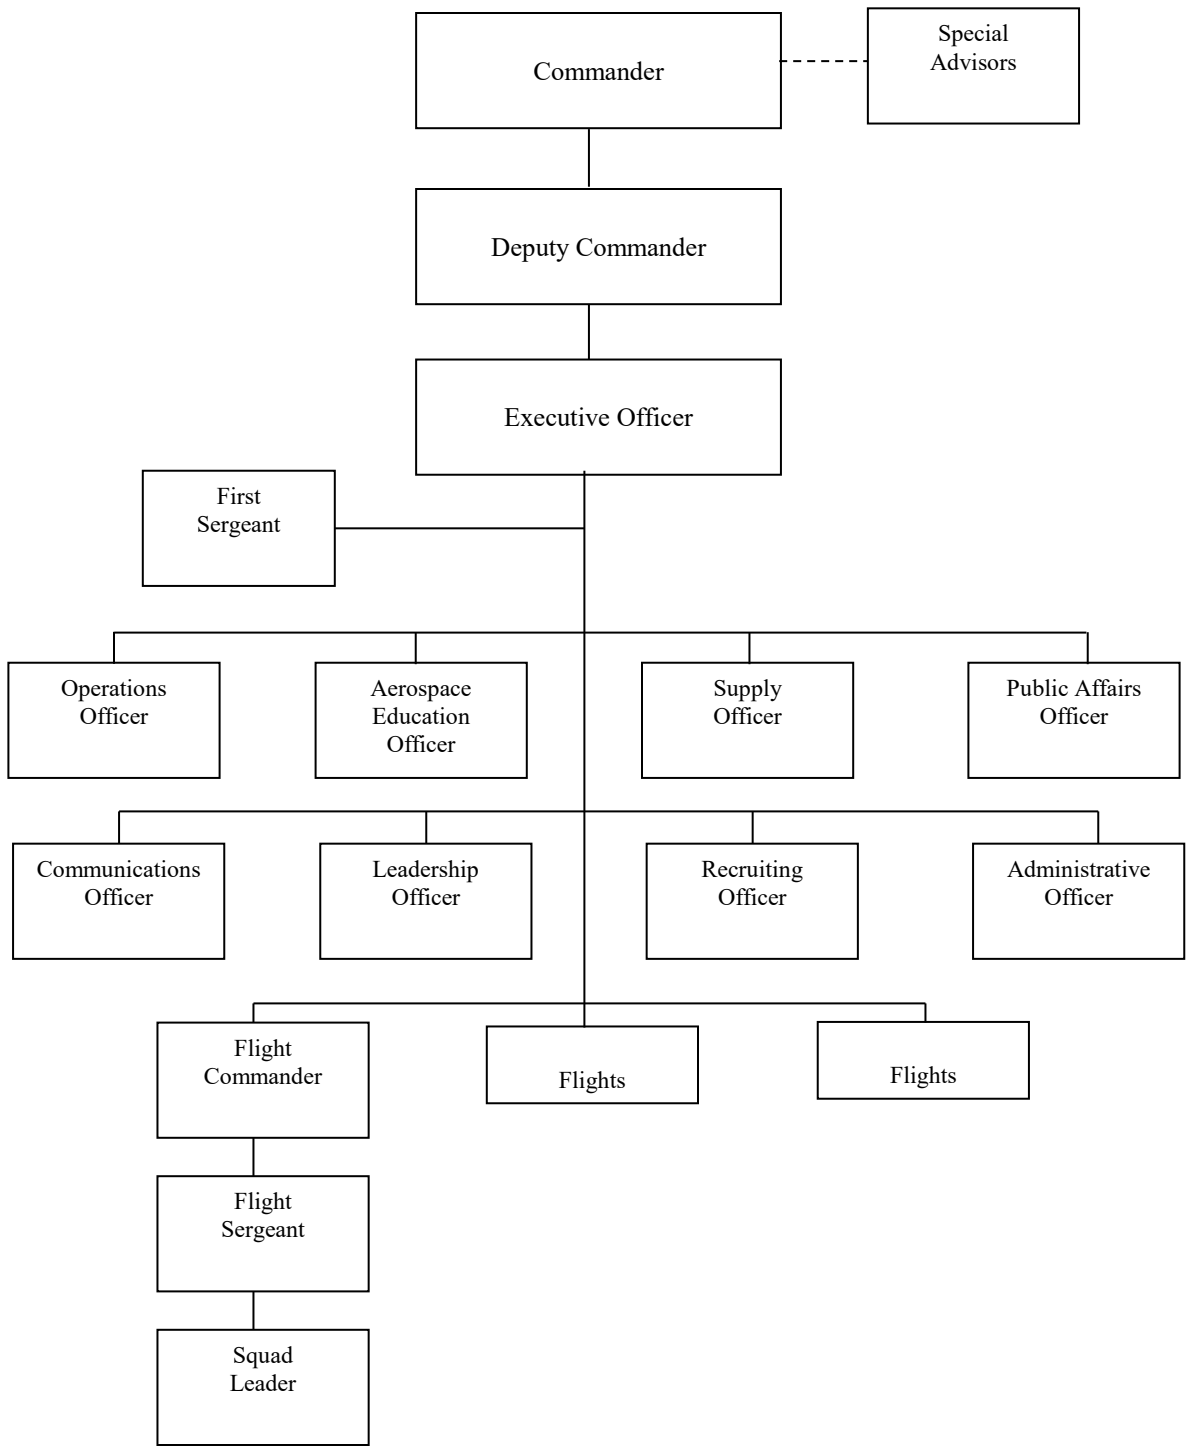 Commander
Special
Advisors
Deputy Commander
Executive Officer
First
Sergeant
Operations
Officer
Aerospace
Education
Officer
Supply
Officer
Public Affairs
Officer
Communications
Officer
Leadership
Officer
Recruiting
Officer
Administrative
Officer
Flight
Commander
Flights
Flights
Flight
Sergeant
Squad
Leader